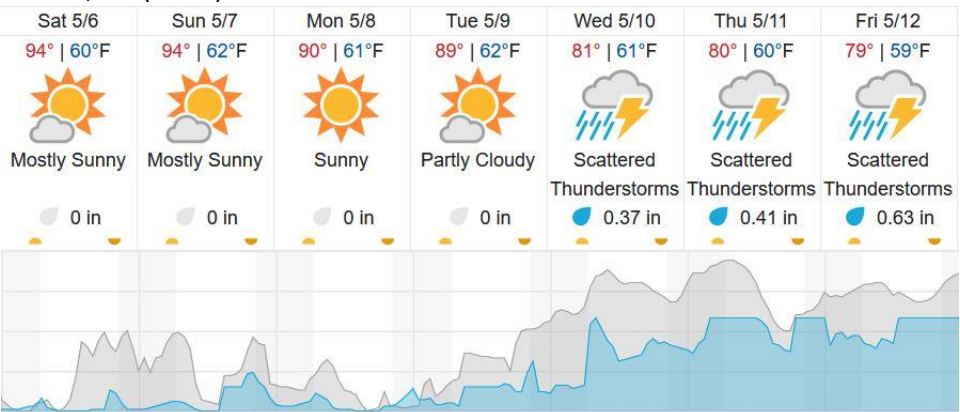 Sat 5/6 Sun 5/7 Mon 5/8 Tue 5/9 Wed 5/10 Thu 5/11 Fri 5/12
94° | 60°F 94° | 62°F 90° | 61°F 89° | 62°F 81° | 61°F 80° | 60°F 79° | 59°F
Mostly Sunny Mostly Sunny Sunny Partly Cloudy Scattered Scattered Scattered
Thunderstorms Thunderstorms Thunderstorms
0 in 0 in 0 in 0 in 0.37 in 0.41 in 0.63 in